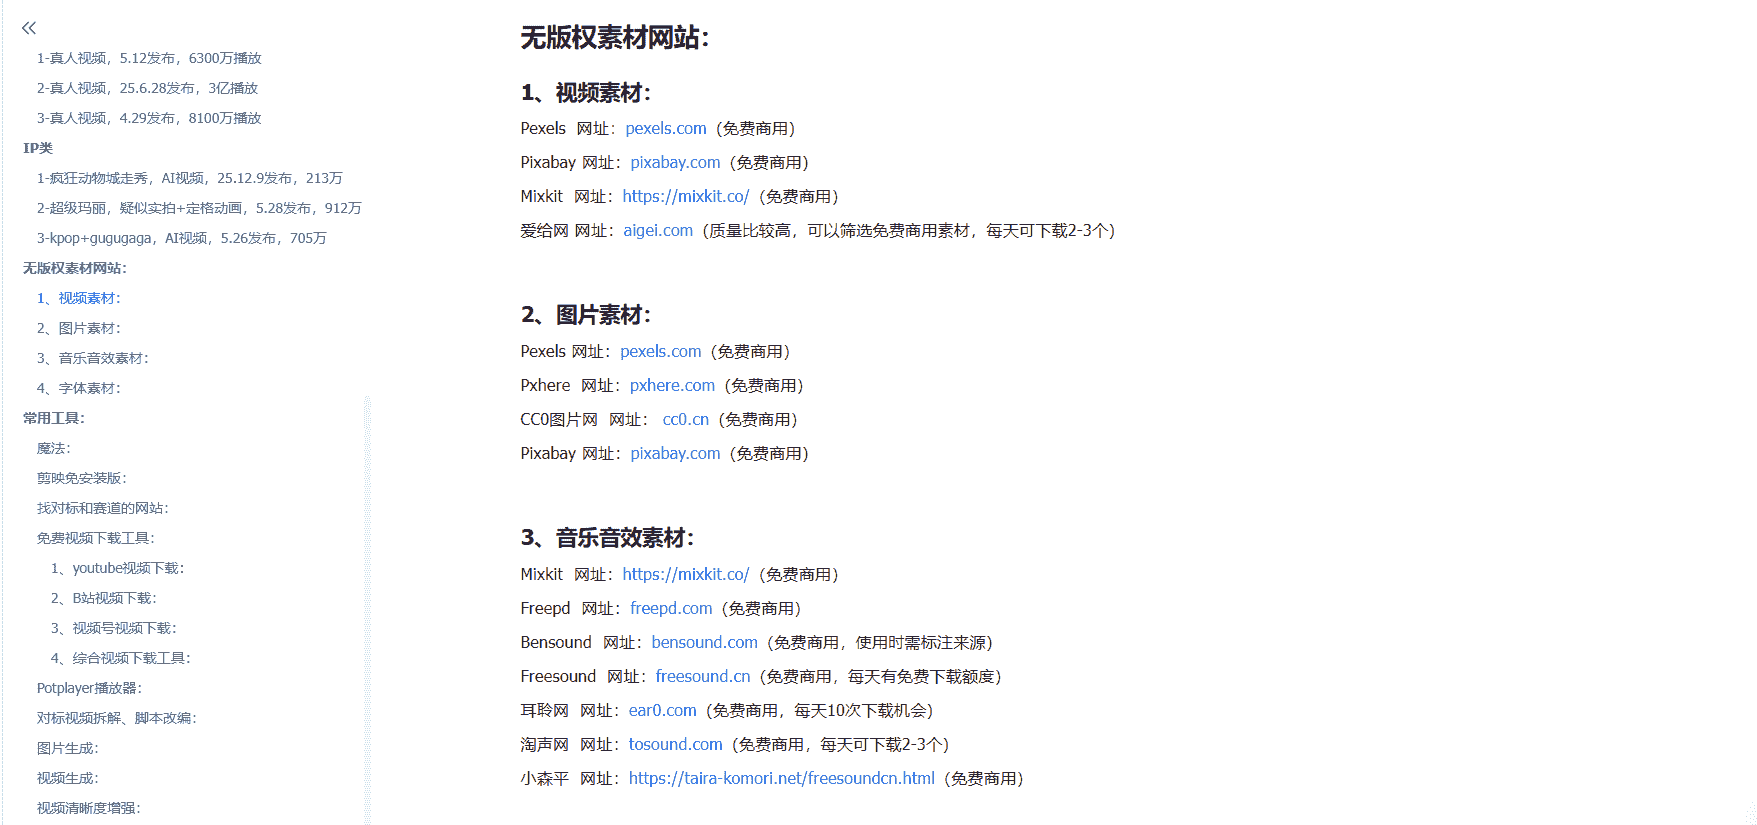 1-真人视频，5.12发布，6300万播放
2-真人视频，25.6.28发布，3亿播放
3-真人视频，4.29发布，8100万播放
IP类
1-疯狂动物城走秀，AI视频，25.12.9发布，213万
2-超级玛丽，疑似实拍+定格动画，5.28发布，912万
3-kpop+gugugaga，AI视频，5.26发布，705万
无版权素材网站：
1、视频素材：
2、图片素材：
3、音乐音效素材：
4、字体素材：
常用工具：
魔法：
剪映免安装版：
找对标和赛道的网站：
免费视频下载工具：
1、youtube视频下载：
2、B站视频下载：
3、视频号视频下载：
4、综合视频下载工具：
Potplayer播放器：
对标视频拆解、脚本改编：
图片生成：
视频生成：
视频清晰度增强：
无版权素材网站：
1、视频素材：
Pexels 网址：pexels.com（免费商用）
Pixabay 网址：pixabay.com（免费商用）
Mixkit 网址：https://mixkit.co/（免费商用）
爱给网 网址：aigei.com（质量比较高，可以筛选免费商用素材，每天可下载2-3个）
2、图片素材：
Pexels 网址：pexels.com（免费商用）
Pxhere 网址：pxhere.com（免费商用）
CC0图片网 网址： cc0.cn（免费商用）
Pixabay 网址：pixabay.com（免费商用）
3、音乐音效素材：
Mixkit 网址：https://mixkit.co/（免费商用）
Freepd 网址：freepd.com（免费商用）
Bensound 网址：bensound.com（免费商用，使用时需标注来源）
Freesound 网址：freesound.cn（免费商用，每天有免费下载额度）
耳聆网 网址：ear0.com（免费商用，每天10次下载机会）
淘声网 网址：tosound.com（免费商用，每天可下载2-3个）
小森平 网址：https://taira-komori.net/freesoundcn.html（免费商用）